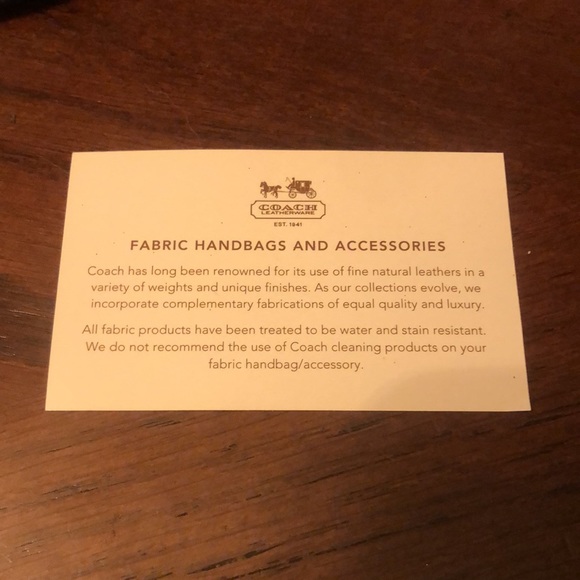 COACH
LEATHERWARE
EST. 1941
FABRIC HANDBAGS AND ACCESSORIES
Coach has long been renowned for its use of fine natural leathers in a
variety of weights and unique finishes. As our collections evolve, we
incorporate complementary fabrications of equal quality and luxury.
All fabric products have been treated to be water and stain resistant.
We do not recommend the use of Coach cleaning products on your
fabric handbag/accessory.